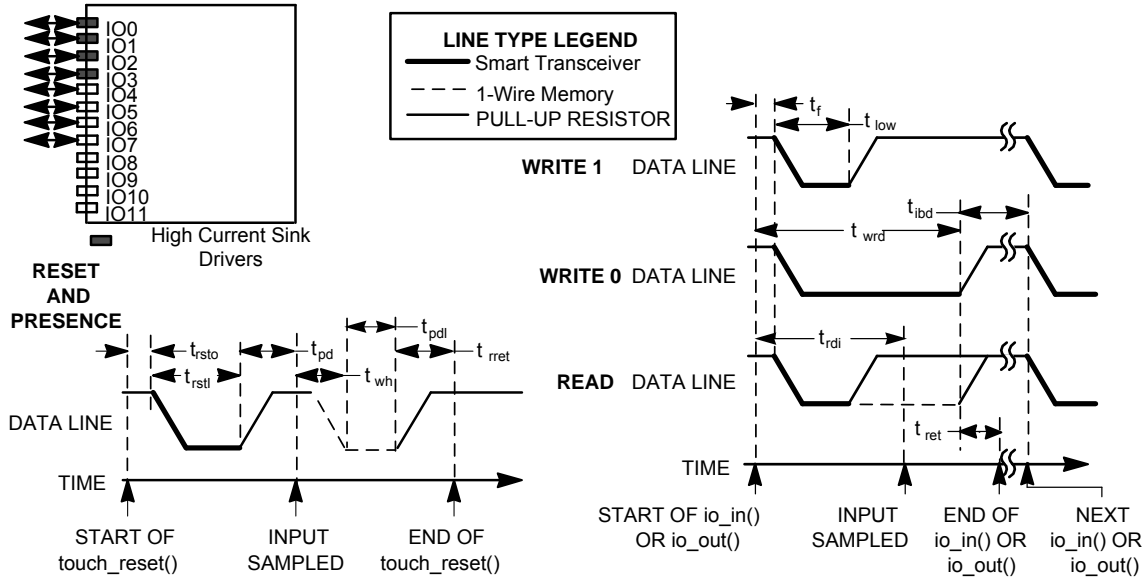 IO0
IO1
IO2
IO3
IO4
IO5
IO6
IO7
IO8
IO9
IO10
IO11
High Current Sink
Drivers
LINE TYPE LEGEND
Smart Transceiver
1-Wire Memory
PULL-UP RESISTOR
RESET
AND
PRESENCE
t rsto
t rstl
t pd
t wh
t pdl
t rret
DATA LINE
TIME
START OF
touch_reset()
INPUT
SAMPLED
END OF
touch_reset()
t f
t low
WRITE 1 DATA LINE
t ibd
t wrd
WRITE 0 DATA LINE
t rdi
READ DATA LINE
t ret
TIME
START OF io_in()
OR io_out()
INPUT
SAMPLED
END OF
io_in() OR
io_out()
NEXT
io_in() OR
io_out()